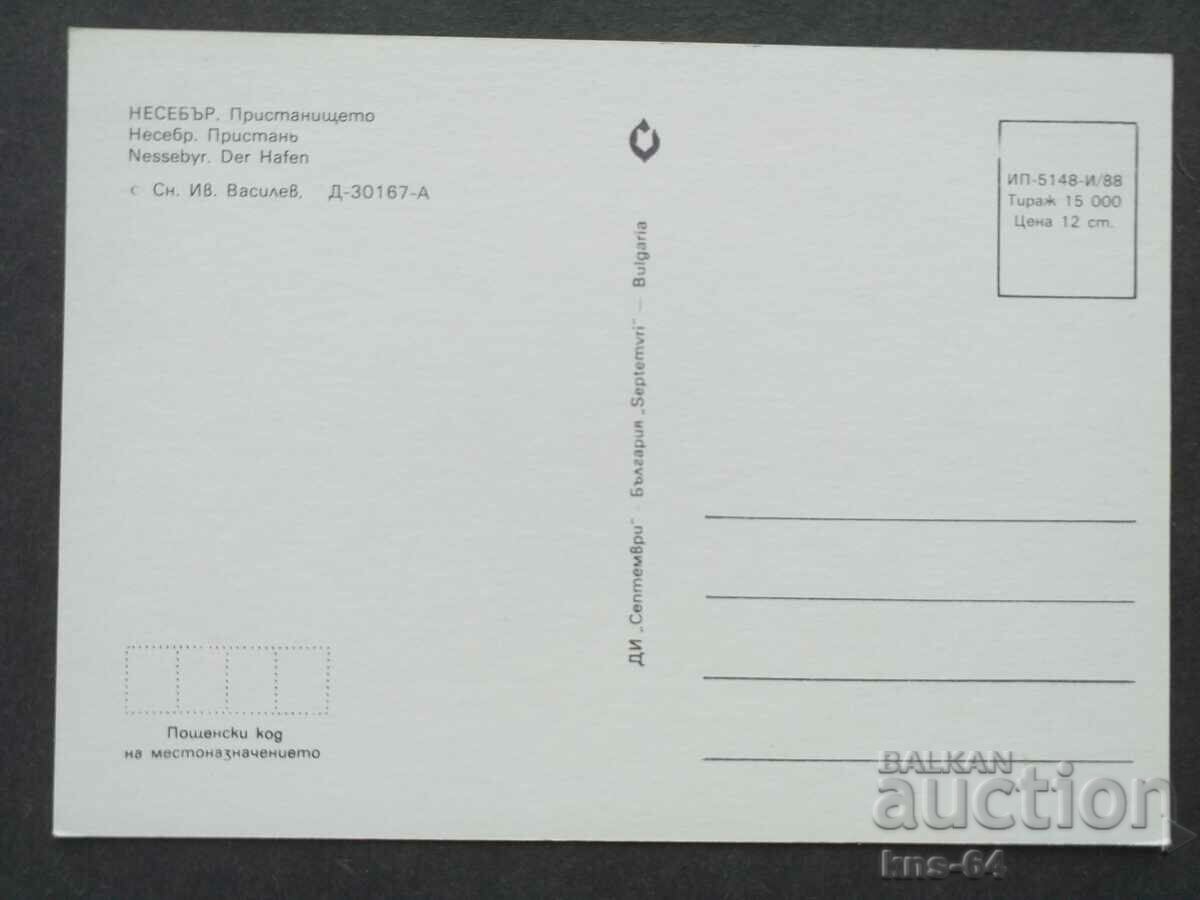 НЕСЕБЪР. Пристанището
Несебр. Пристань
Nessebyr. Der Hafen
с Сн. Ив. Василев, Д-30167-А
ДИ „Септември" - България „Septemvri" — Bulgaria
ИП-5148-И/88
Тираж 15 000
Цена 12 ст.
Пощенски код
на местоназначението
BALKAN
auction
kns-64